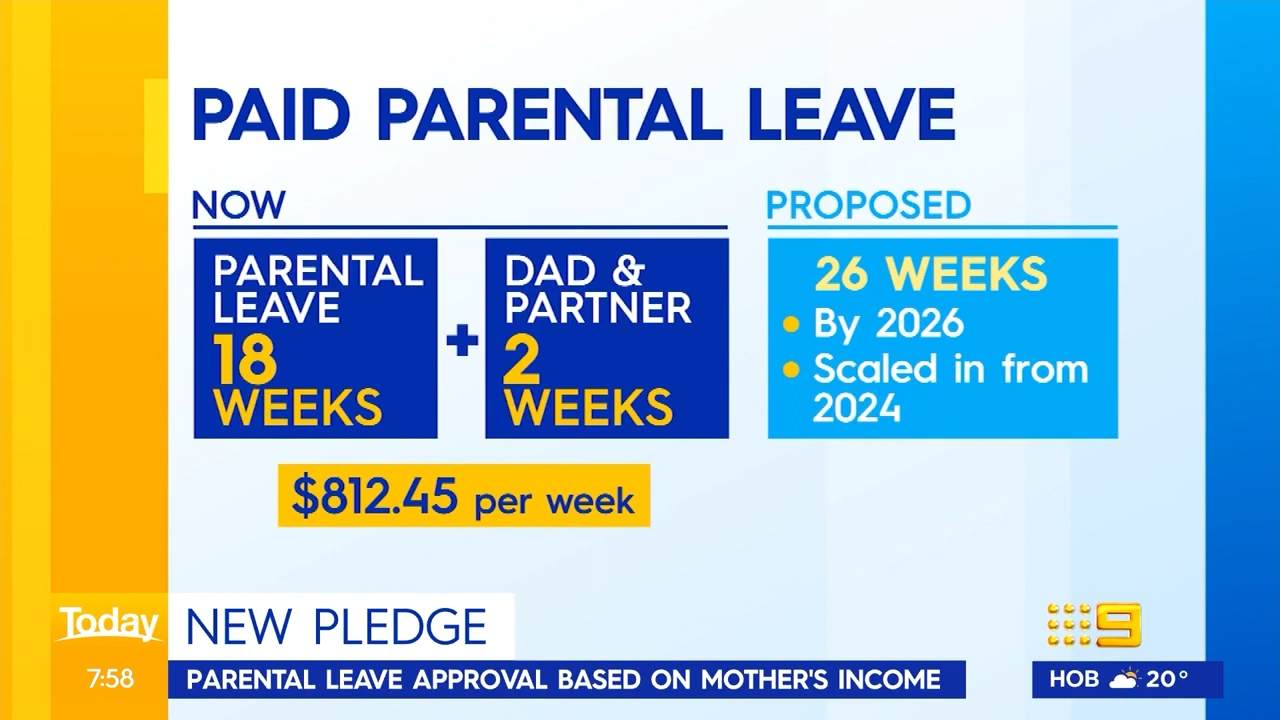 PAID PARENTAL LEAVE
NOW
PARENTAL
LEAVE
18
WEEKS
+
DAD &
PARTNER
2
WEEKS
$812.45 per week
PROPOSED
26 WEEKS
• By 2026
• Scaled in from
2024
Today
NEW PLEDGE
9
7:58
PARENTAL LEAVE APPROVAL BASED ON MOTHER'S INCOME
HOB 20°